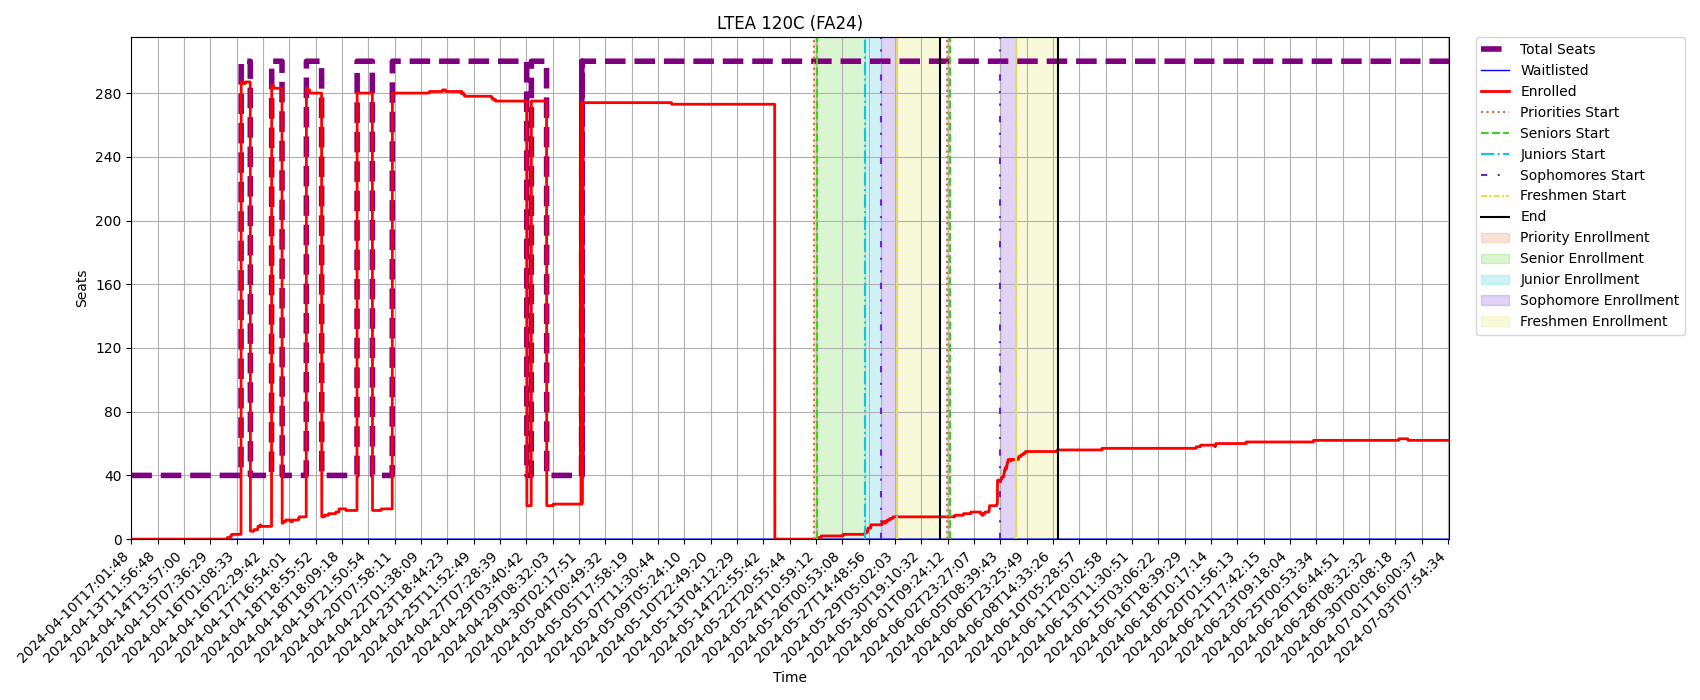 LTEA 120C (FA24)
Seats
280
240
200
160
120
80
40
0
2024-04-10T17:01:48
2024-04-13T11:56:48
2024-04-14T13:57:00
2024-04-15T07:36:29
2024-04-16T01:08:33
2024-04-16T22:29:42
2024-04-17T16:54:01
2024-04-18T18:55:52
2024-04-18T18:09:18
2024-04-19T21:50:54
2024-04-20T07:58:11
2024-04-22T01:38:09
2024-04-23T18:44:23
2024-04-25T11:52:49
2024-04-27T07:28:39
2024-04-27T03:40:42
2024-04-29T08:32:03
2024-04-30T02:17:51
2024-05-04T00:49:32
2024-05-05T17:58:19
2024-05-07T11:30:44
2024-05-09T05:24:10
2024-05-10T22:49:20
2024-05-13T04:12:29
2024-05-14T22:55:42
2024-05-22T20:55:44
2024-05-24T10:59:12
2024-05-26T00:53:08
2024-05-27T14:48:56
2024-05-29T05:02:03
2024-05-30T19:10:32
2024-06-01T09:24:12
2024-06-02T23:27:07
2024-06-05T08:39:43
2024-06-06T23:25:49
2024-06-08T14:33:26
2024-06-10T05:28:57
2024-06-11T20:02:58
2024-06-13T11:30:51
2024-06-15T03:06:22
2024-06-16T18:39:29
2024-06-18T10:17:14
2024-06-20T01:56:13
2024-06-21T17:42:15
2024-06-23T09:18:04
2024-06-25T00:53:34
2024-06-26T16:44:51
2024-06-28T08:32:32
2024-06-30T00:08:18
2024-07-01T16:00:37
2024-07-03T07:54:34
Time
Total Seats
Waitlisted
Enrolled
Priorities Start
Seniors Start
Juniors Start
Sophomores Start
Freshmen Start
End
Priority Enrollment
Senior Enrollment
Junior Enrollment
Sophomore Enrollment
Freshmen Enrollment